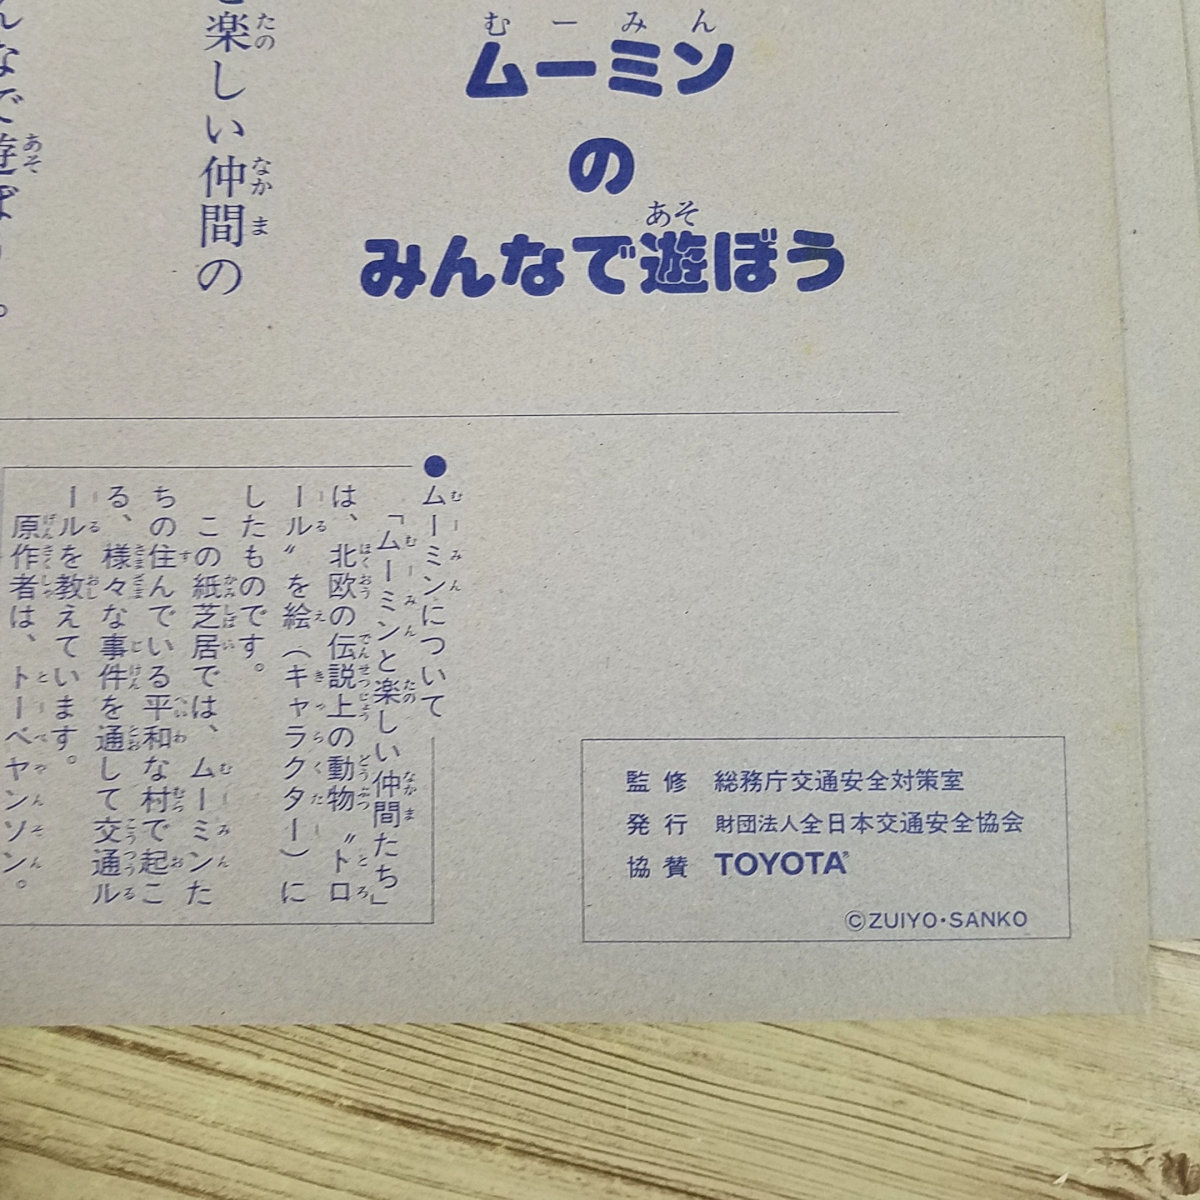 ムーミン
の
みんなで遊ぼう
楽しい仲間の
んなで遊ぼ
●ムーミンについて
「ムーミンと楽しい仲間たち」
は、北欧の伝説上の動物〝トロ
ール〟を絵（キャラクター）に
したものです。
この紙芝居では、ムーミンた
ちの住んでいる平和な村で起こ
る、様々な事件を通して交通ル
ールを教えています。
原作者は、トーベヤンソン。
監修 総務庁交通安全対策室
発行 財団法人全日本交通安全協会
協賛 TOYOTA
©ZUIYO・SANKO